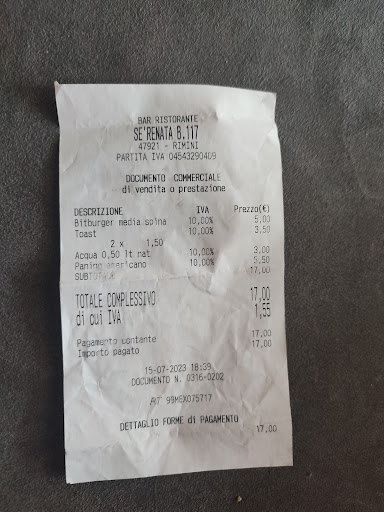 BAR RISTORANTE
SE'RENATA B.117
47921 - RIMINI
PARTITA IVA 04543290409
DOCUMENTO COMMERCIALE
di vendita o prestazione
DESCRIZIONE IVA Prezzo(€)
Bitburger media spina 10,00% 5,00
Toast 10,00% 3,50
2 x 1,50
Acqua 0,50 lt nat 10,00% 3,00
Panino americano 10,00% 5,50
SUBTOTALE 17,00
TOTALE COMPLESSIVO 17,00
di cui IVA 1,55
Pagamento contante 17,00
Importo pagato 17,00
15-07-2023 18:39
DOCUMENTO N. 0316-0202
RT 99MEX075717
DETTAGLIO FORME di PAGAMENTO
17,00